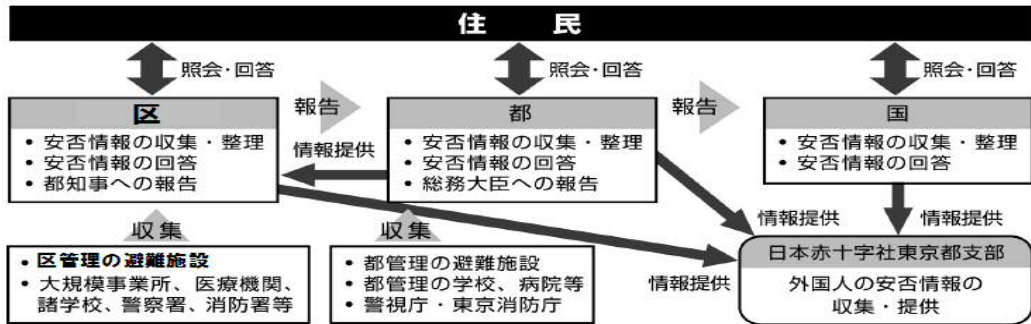 住　民
照会・回答
照会・回答
照会・回答
区
報告
都
報告
国
• 安否情報の収集・整理
• 安否情報の回答
• 都知事への報告
情報提供
• 安否情報の収集・整理
• 安否情報の回答
• 総務大臣への報告
• 安否情報の収集・整理
• 安否情報の回答
収集
収集
情報提供
情報提供
• 区管理の避難施設
• 大規模事業所、医療機関、
諸学校、警察署、消防署等
• 都管理の避難施設
• 都管理の学校、病院等
• 警視庁・東京消防庁
情報提供
日本赤十字社東京都支部
外国人の安否情報の
収集・提供